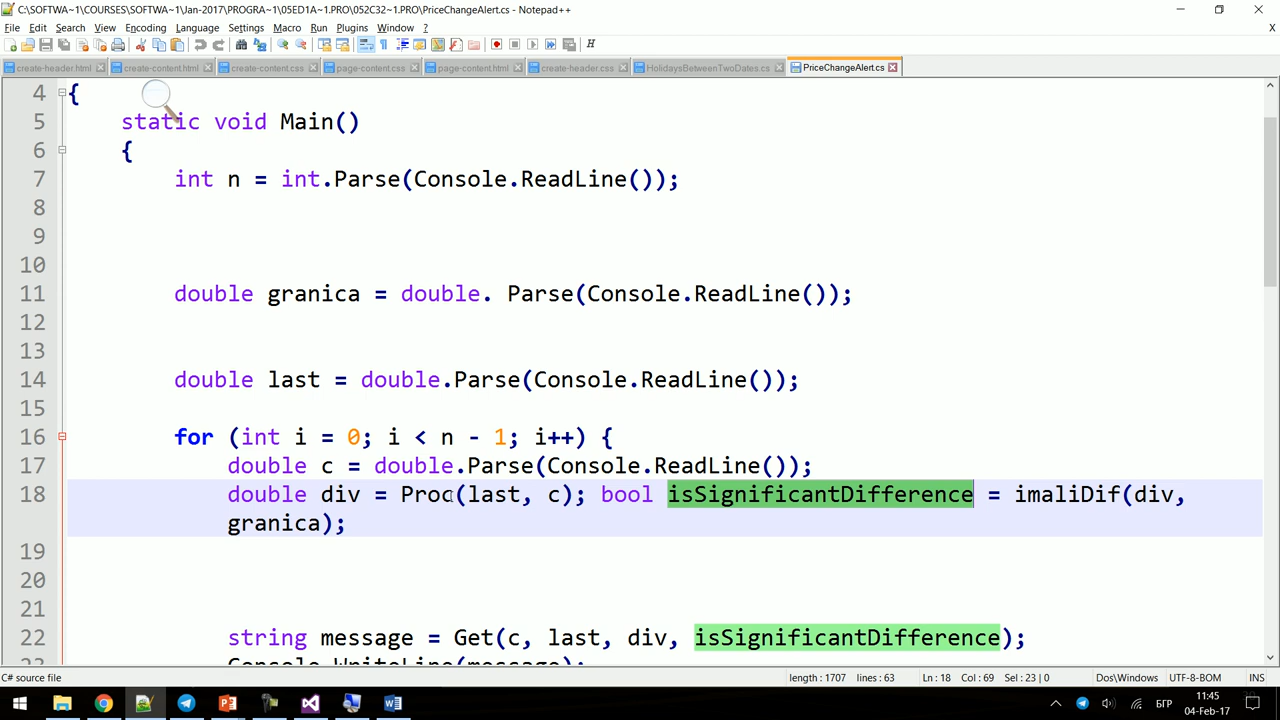 C:\SOFTWA~1\COURSES\SOFTWA~1\Jan-2017\PROGRA~1\05ED1A~1.PRO\052C32~1.PRO\PriceChangeAlert.cs - Notepad++
File Edit Search View Encoding Language Settings Macro Run Plugins Window ? X
create-header.html create-content.html create-content.css page-content.css page-content.html create-header.css HolidaysBetweenTwoDates.cs PriceChangeAlert.cs
4 {
5 static void Main()
6 {
7 int n = int.Parse(Console.ReadLine());
8
9
10
11 double granica = double. Parse(Console.ReadLine());
12
13
14 double last = double.Parse(Console.ReadLine());
15
16 for (int i = 0; i < n - 1; i++) {
17 double c = double.Parse(Console.ReadLine());
18 double div = Proc(last, c); bool isSignificantDifference = imaliDif(div,
granica);
19
20
21
22 string message = Get(c, last, div, isSignificantDifference);
23 Console.WriteLine(message);
C# source file length : 1707 lines : 63 Ln : 18 Col : 69 Sel : 23 | 0 Dos\Windows UTF-8-BOM INS
БГР 11:45
04-Feb-17